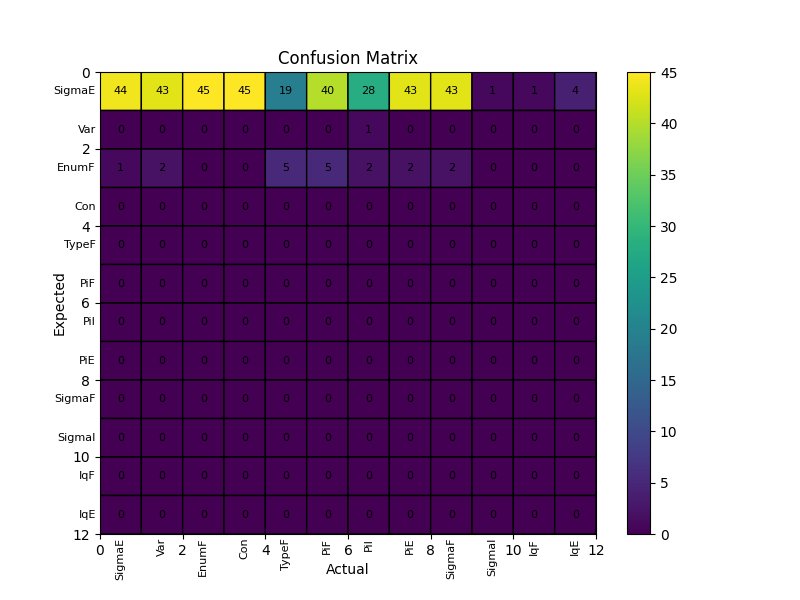 Confusion Matrix
0
SigmaE 44 43 45 45 19 40 28 43 43 1 1 4
Var 0 0 0 0 0 0 1 0 0 0 0 0
2
EnumF 1 2 0 0 5 5 2 2 2 0 0 0
Con 0 0 0 0 0 0 0 0 0 0 0 0
4
TypeF 0 0 0 0 0 0 0 0 0 0 0 0
PiF 0 0 0 0 0 0 0 0 0 0 0 0
Expected
6
PiI 0 0 0 0 0 0 0 0 0 0 0 0
PiE 0 0 0 0 0 0 0 0 0 0 0 0
8
SigmaF 0 0 0 0 0 0 0 0 0 0 0 0
SigmaI 0 0 0 0 0 0 0 0 0 0 0 0
10
IqF 0 0 0 0 0 0 0 0 0 0 0 0
IqE 0 0 0 0 0 0 0 0 0 0 0 0
12
0 2 4 6 8 10 12
SigmaE Var EnumF Con TypeF PiF PiI PiE SigmaF SigmaI IqF IqE
Actual
45
40
35
30
25
20
15
10
5
0